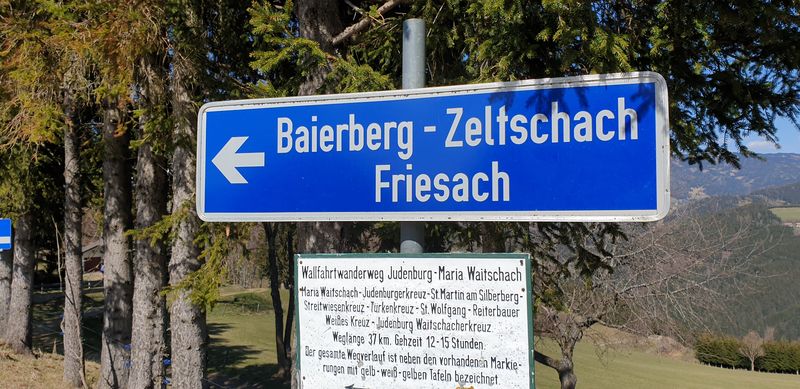 Baierberg - Zeltschach
Friesach
Wallfahrtwanderweg Judenburg - Maria Waitschach
Maria Waitschach - Judenburgerkreuz - St. Martin am Silberberg -
Streitwiesenkreuz - Türkenkreuz - St. Wolfgang - Reiterbauer
Weißes Kreuz - Judenburg Waitschacherkreuz
Weglänge 37 km. Gehzeit 12 - 15 Stunden
Der gesamte Wegverlauf ist neben den vorhandenen Markie-
rungen mit gelb - weiß - gelben Tafeln bezeichnet.